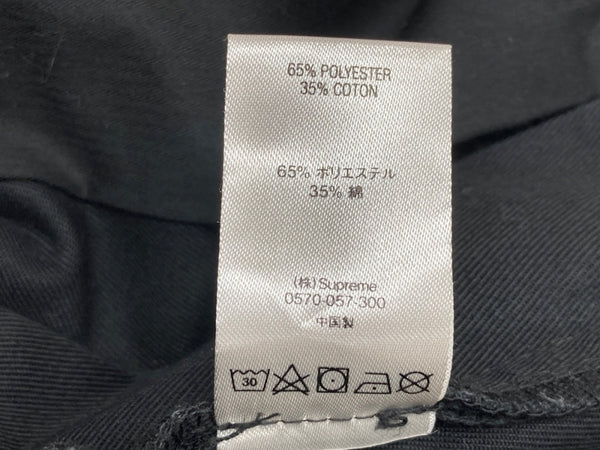 65% POLYESTER
35% COTON
65% ポリエステル
35% 綿
(株) Supreme
0570-057-300
中国製
30